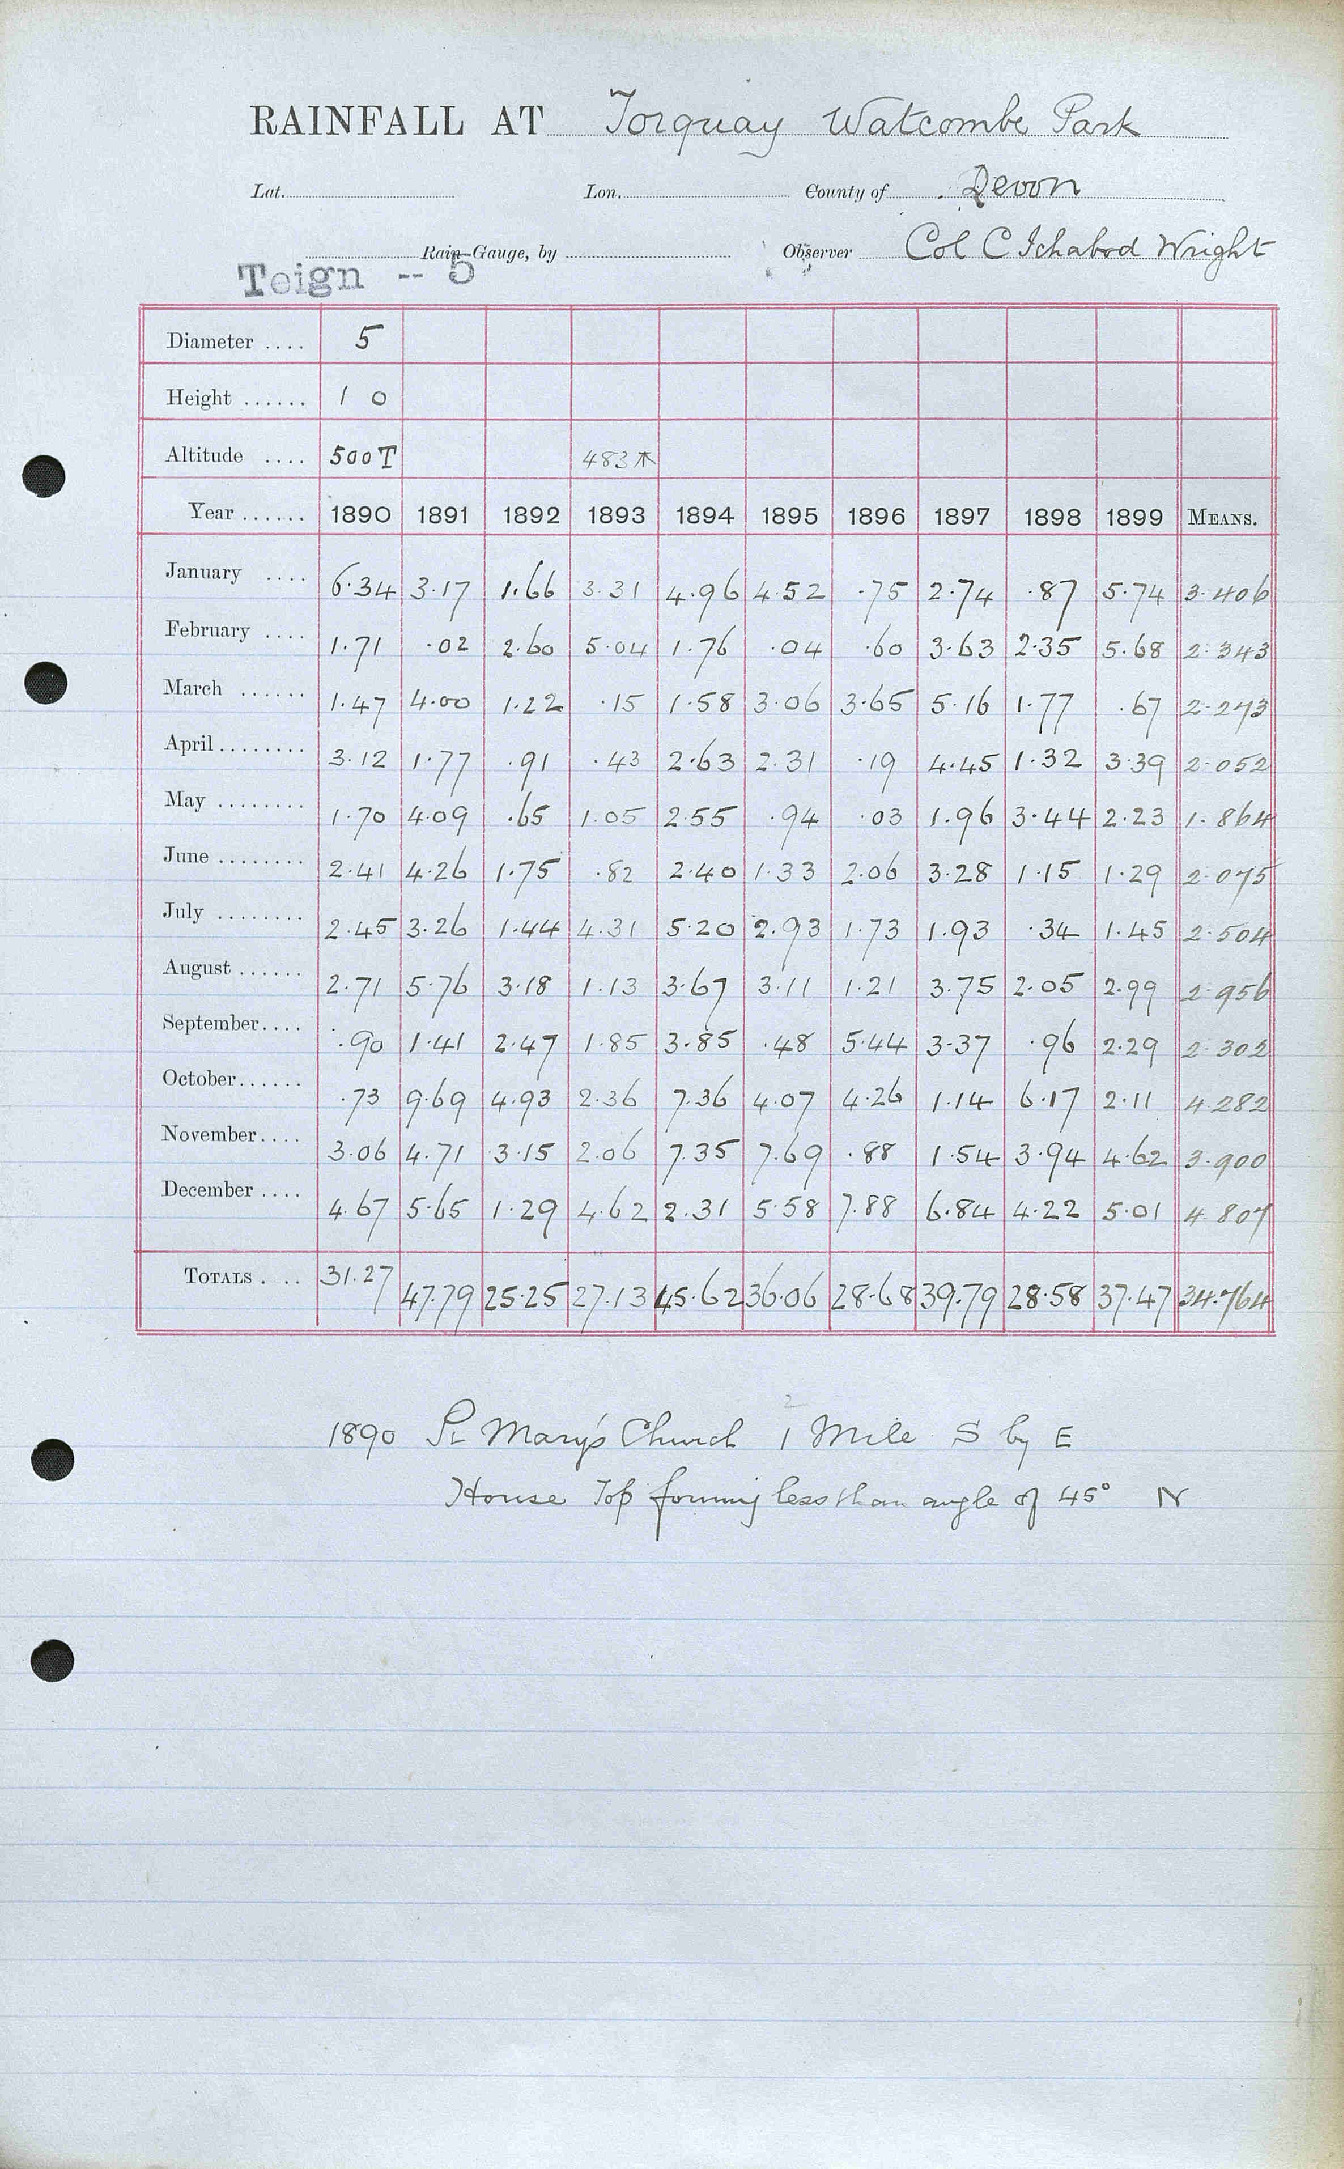 RAINFALL AT Torquay Watcombe Park
Lat. Lon. County of Devon
Rain-Gauge, by Observer Col C Ichabod Wright
Teign -- 5
Diameter .... 5
Height ...... 1 0
Altitude .... 500 T 483
Year ...... 1890 1891 1892 1893 1894 1895 1896 1897 1898 1899 MEANS.
January .... 6.34 3.17 1.66 3.31 4.96 4.52 .75 2.74 .87 5.74 3.406
February .... 1.71 .02 2.60 5.04 1.76 .04 .60 3.63 2.35 5.68 2.343
March ...... 1.47 4.00 1.22 .15 1.58 3.06 3.65 5.16 1.77 .67 2.273
April ........ 3.12 1.77 .91 .43 2.63 2.31 .19 4.45 1.32 3.39 2.052
May ........ 1.70 4.09 .65 1.05 2.55 .94 .03 1.96 3.44 2.23 1.864
June ........ 2.41 4.26 1.75 .82 2.40 1.33 2.06 3.28 1.15 1.29 2.075
July ........ 2.45 3.26 1.44 4.31 5.20 2.93 1.73 1.93 .34 1.45 2.504
August ...... 2.71 5.76 3.18 1.13 3.67 3.11 1.21 3.75 2.05 2.99 2.956
September .... .90 1.41 2.47 1.85 3.85 .48 5.44 3.37 .96 2.29 2.302
October ...... .73 9.69 4.93 2.36 7.36 4.07 4.26 1.14 6.17 2.11 4.282
November .... 3.06 4.71 3.15 2.06 7.35 7.69 .88 1.54 3.94 4.62 3.900
December .... 4.67 5.65 1.29 4.62 2.31 5.58 7.88 6.84 4.22 5.01 4.807
TOTALS .... 31.27 47.79 25.25 27.13 45.62 36.06 28.68 39.79 28.58 37.47 34.764
1890 St Mary's Church 1 Mile S by E
House Top forming less than angle of 45° N